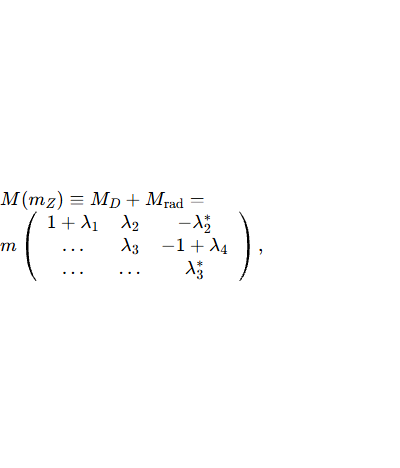 M(m_Z) ≡ M_D + M_rad =
m ( 1 + λ_1 λ_2 −λ_2^*
… λ_3 −1 + λ_4
… … λ_3^* ) ,